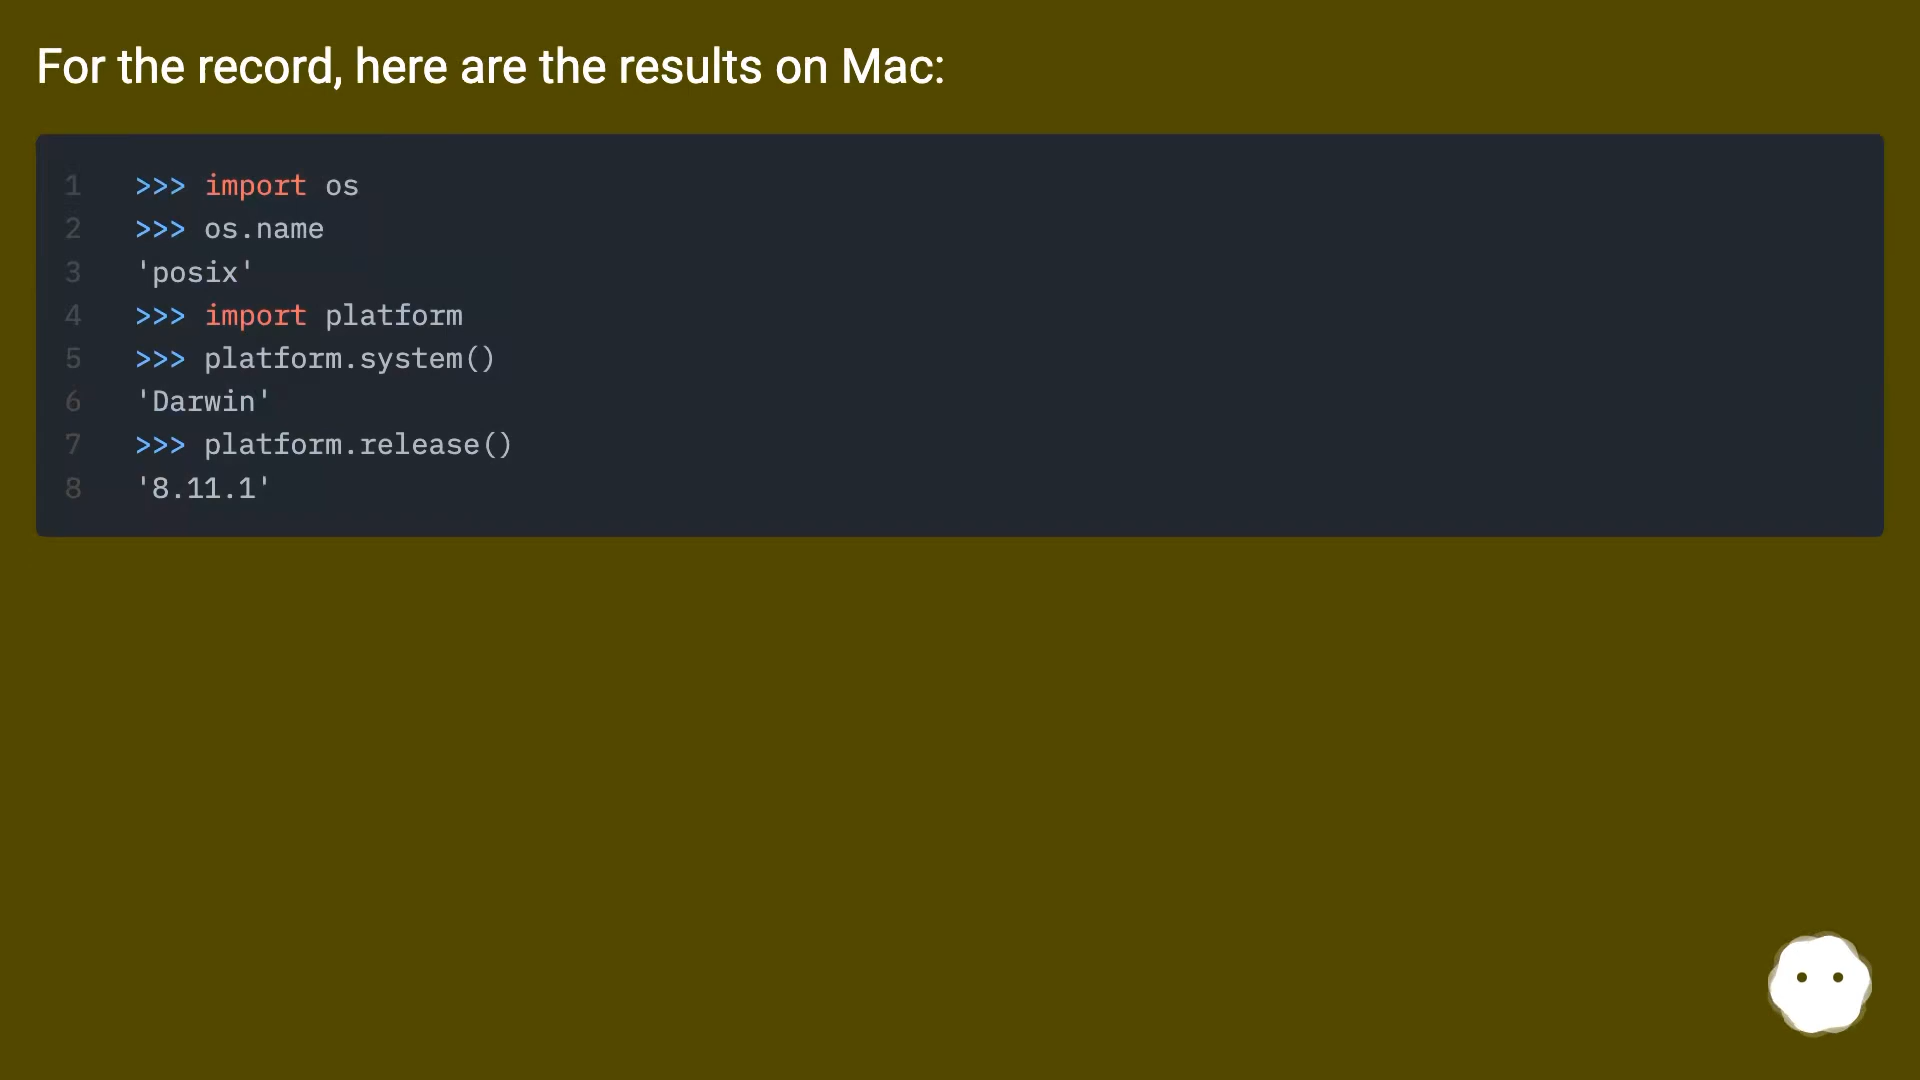 For the record, here are the results on Mac:
1 >>> import os
2 >>> os.name
3 'posix'
4 >>> import platform
5 >>> platform.system()
6 'Darwin'
7 >>> platform.release()
8 '8.11.1'